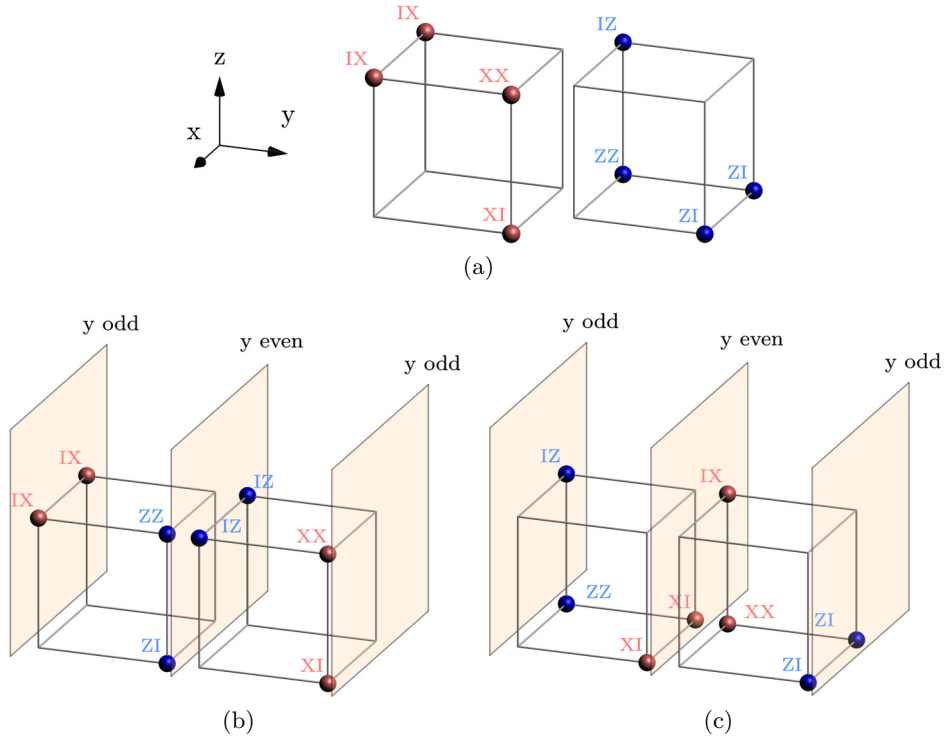 IX
IZ
IX
XX
z
y
x
ZZ
ZI
XI
ZI
(a)
y odd
y even
y odd
y odd
y even
y odd
IX
IZ
IX
ZZ
IZ
XX
ZI
XI
(b)
IZ
IX
ZZ
XI
XX
ZI
XI
ZI
(c)